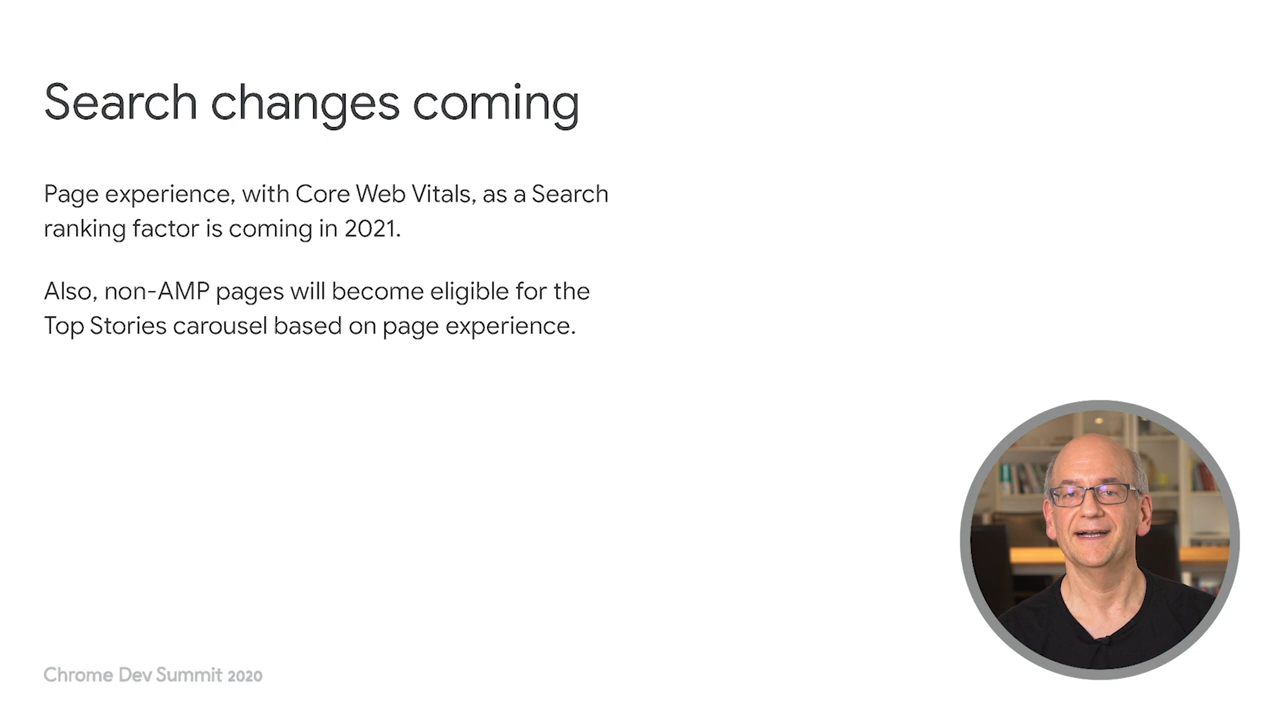 Search changes coming
Page experience, with Core Web Vitals, as a Search
ranking factor is coming in 2021.
Also, non-AMP pages will become eligible for the
Top Stories carousel based on page experience.
Chrome Dev Summit 2020